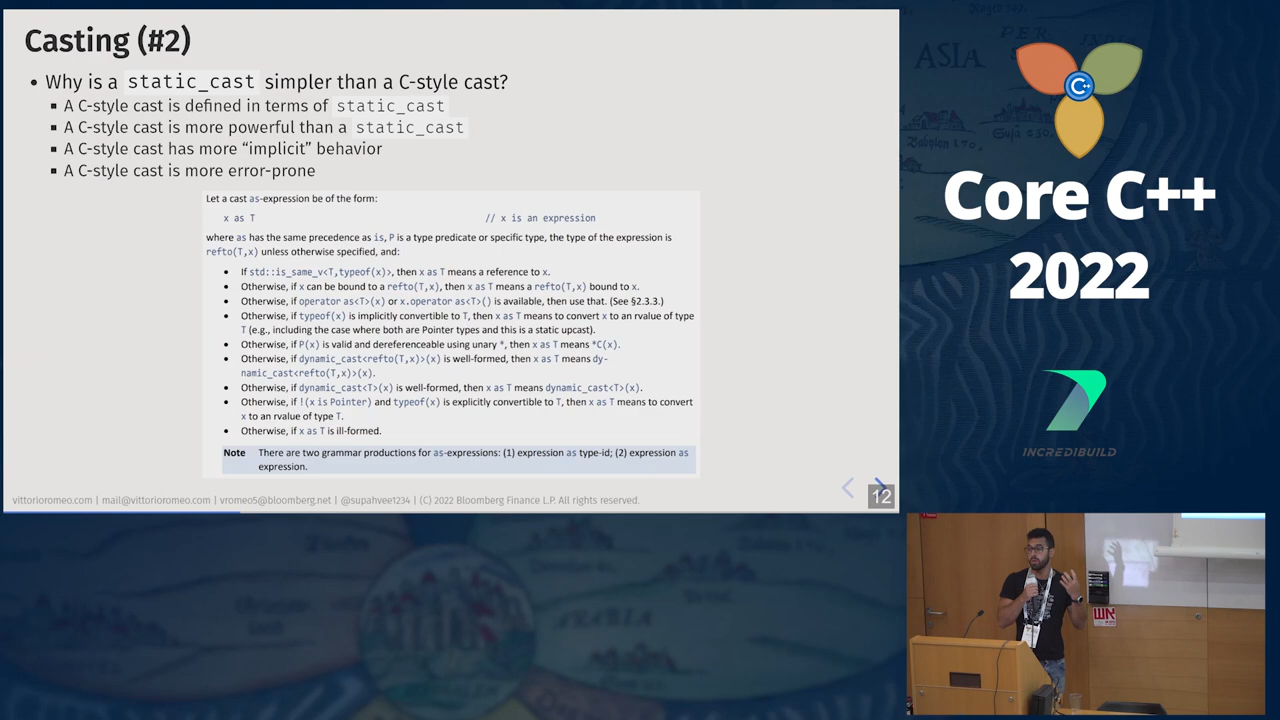 Casting (#2)
• Why is a static_cast simpler than a C-style cast?
▪ A C-style cast is defined in terms of static_cast
▪ A C-style cast is more powerful than a static_cast
▪ A C-style cast has more “implicit” behavior
▪ A C-style cast is more error-prone
Let a cast as-expression be of the form:
x as T // x is an expression
where as has the same precedence as is, P is a type predicate or specific type, the type of the expression is
refto(T,x) unless otherwise specified, and:
• If std::is_same_v<T,typeof(x)>, then x as T means a reference to x.
• Otherwise, if x can be bound to a refto(T,x), then x as T means a refto(T,x) bound to x.
• Otherwise, if operator as<T>(x) or x.operator as<T>() is available, then use that. (See §2.3.3.)
• Otherwise, if typeof(x) is implicitly convertible to T, then x as T means to convert x to an rvalue of type
T (e.g., including the case where both are Pointer types and this is a static upcast).
• Otherwise, if P(x) is valid and dereferenceable using unary *, then x as T means *C(x).
• Otherwise, if dynamic_cast<refto(T,x)>(x) is well-formed, then x as T means dy-
namic_cast<refto(T,x)>(x).
• Otherwise, if dynamic_cast<T>(x) is well-formed, then x as T means dynamic_cast<T>(x).
• Otherwise, if !(x is Pointer) and typeof(x) is explicitly convertible to T, then x as T means to convert
x to an rvalue of type T.
• Otherwise, if x as T is ill-formed.
Note There are two grammar productions for as-expressions: (1) expression as type-id; (2) expression as
expression.
vittorioromeo.com | mail@vittorioromeo.com | vromeo5@bloomberg.net | @supahvee1234 | (C) 2022 Bloomberg Finance L.P. All rights reserved.
12
ASIA
PER
INDIA
Babylon
C++
Core C++
2022
INCREDIBUILD
ARABIA